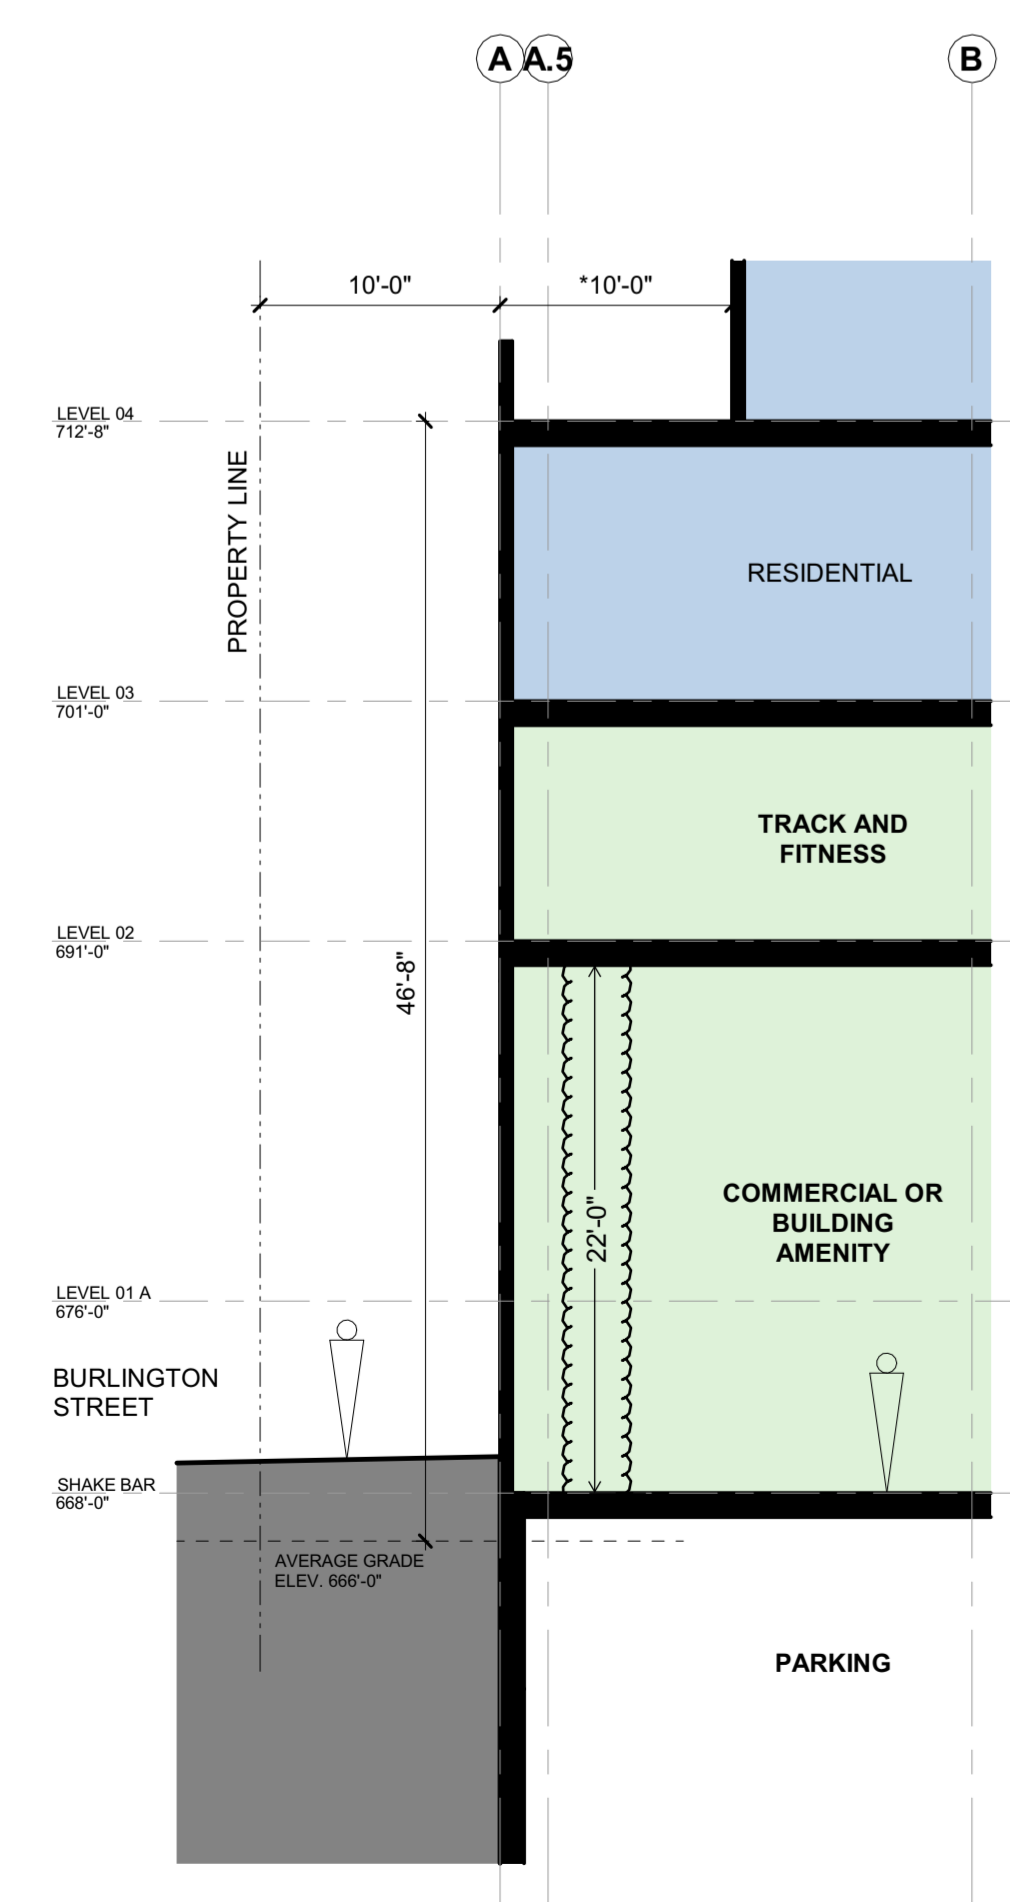 A A.5 B
10'-0" *10'-0"
LEVEL 04
712'-8"
PROPERTY LINE
RESIDENTIAL
LEVEL 03
701'-0"
TRACK AND
FITNESS
LEVEL 02
691'-0"
46'-8"
COMMERCIAL OR
BUILDING
AMENITY
22'-0"
LEVEL 01 A
676'-0"
BURLINGTON
STREET
SHAKE BAR
668'-0"
AVERAGE GRADE
ELEV. 666'-0"
PARKING